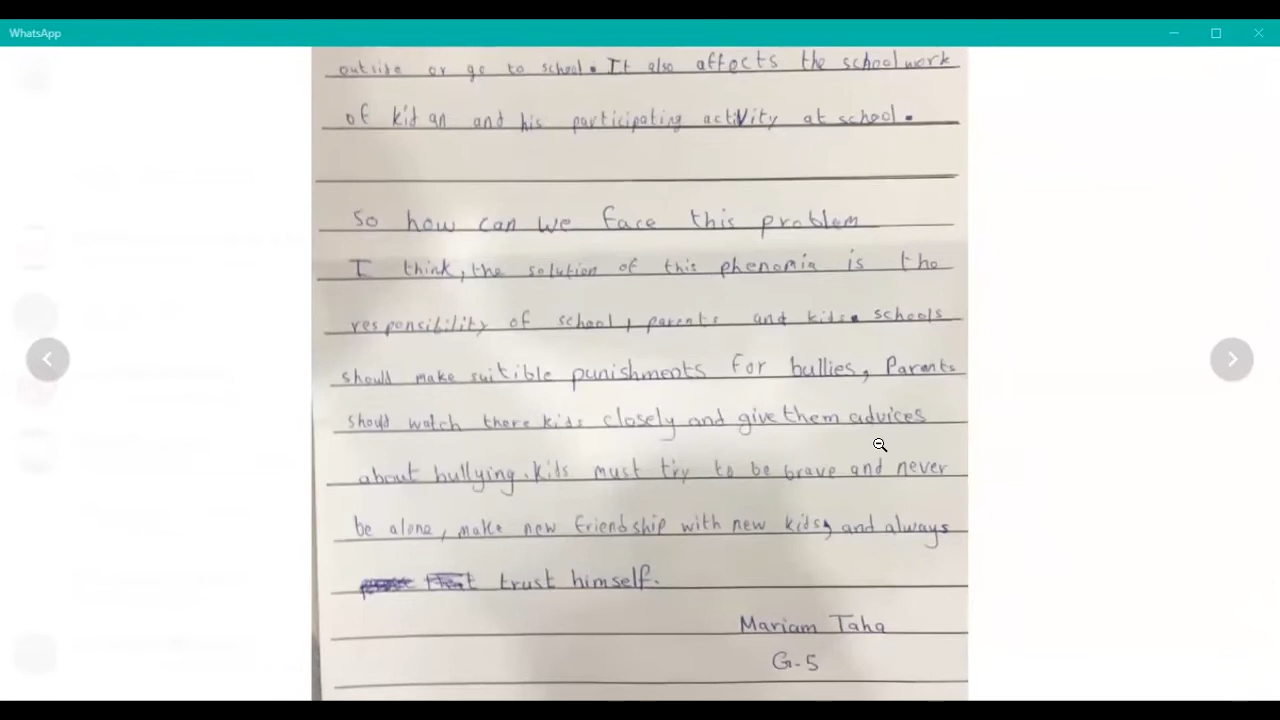 WhatsApp
outside or go to school. It also affects the schoolwork
of kid an and his participating activity at school.
So how can we face this problem
I think, the solution of this phenomia is the
responsibility of school, parents and kids. schools
should make suitible punishments for bullies, Parents
should watch there kids closely and give them advices
about bullying. Kids must try to be brave and never
be alone, make new friendship with new kids, and always
trust himself.
Mariam Taha
G-5